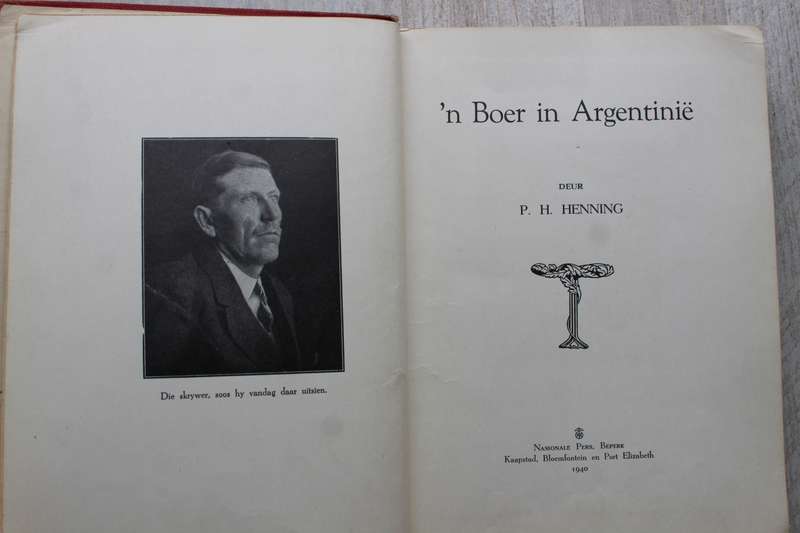 Die skrywer, soos hy vandag daar uitsien.
'n Boer in Argentinië
DEUR
P. H. HENNING
NASIONALE PERS, BEPERK
Kaapstad, Bloemfontein en Port Elizabeth
1940